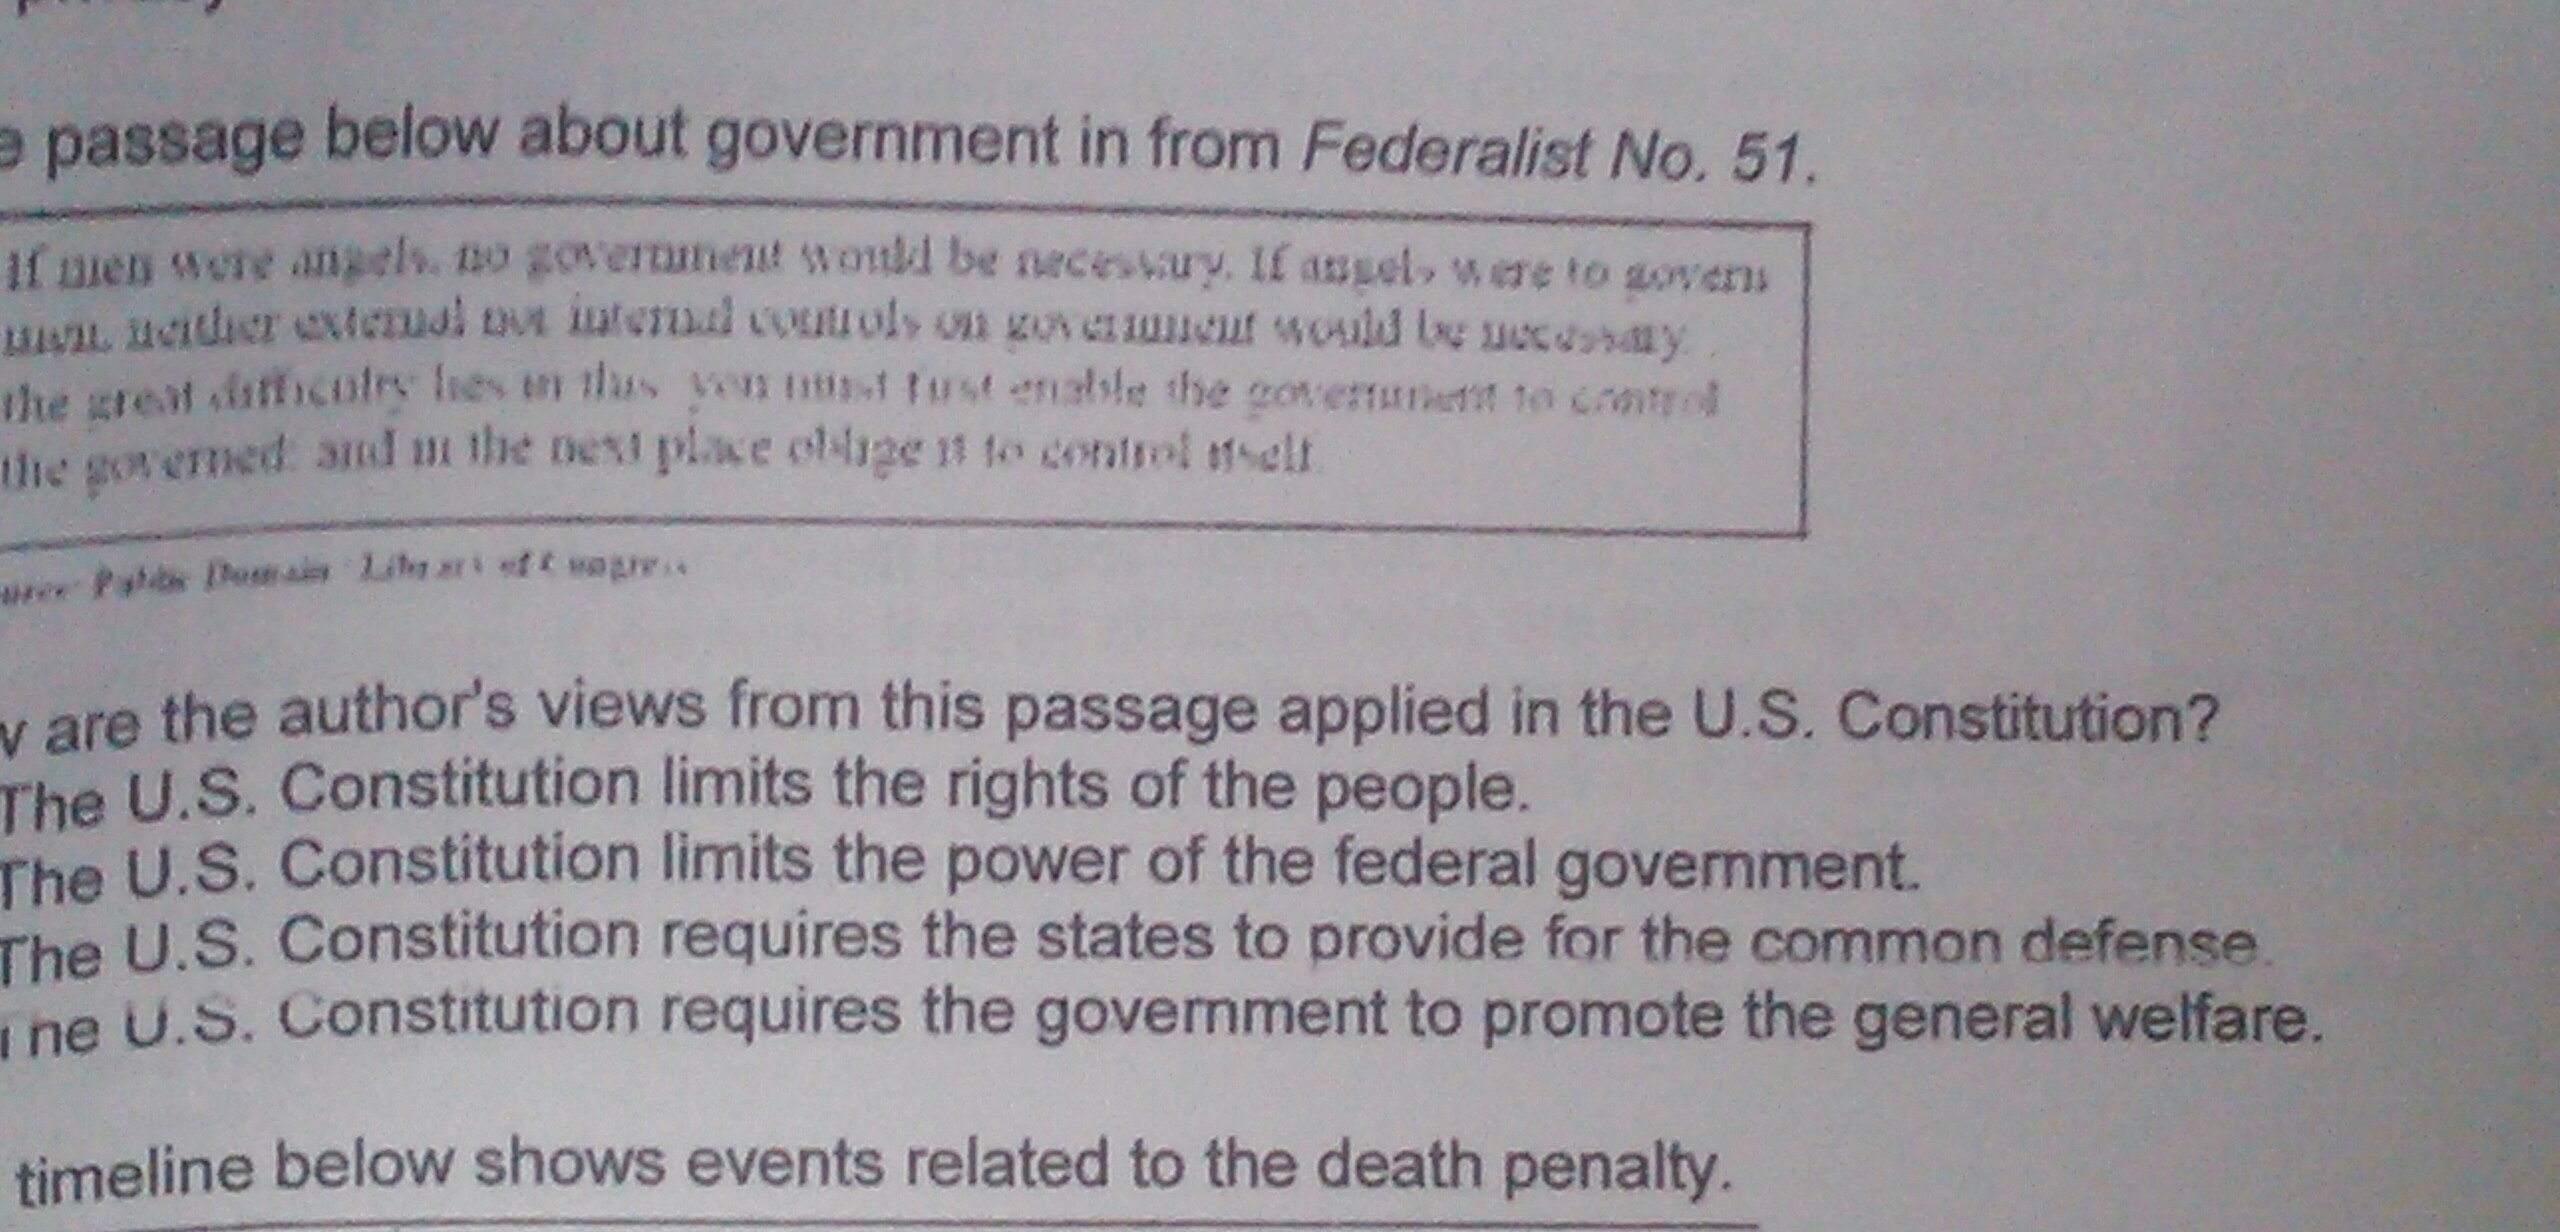 passage below about government in from Federalist No. 51.
If men were angels, no government would be necessary. If angels were to govern
men, neither external nor internal controls on government would be necessary.
the great difficulty lies in this you must first enable the government to control
the governed and in the next place oblige it to control itself
Public Domain Library of Congress
are the author's views from this passage applied in the U.S. Constitution?
The U.S. Constitution limits the rights of the people.
The U.S. Constitution limits the power of the federal government.
The U.S. Constitution requires the states to provide for the common defense.
The U.S. Constitution requires the government to promote the general welfare.
timeline below shows events related to the death penalty.